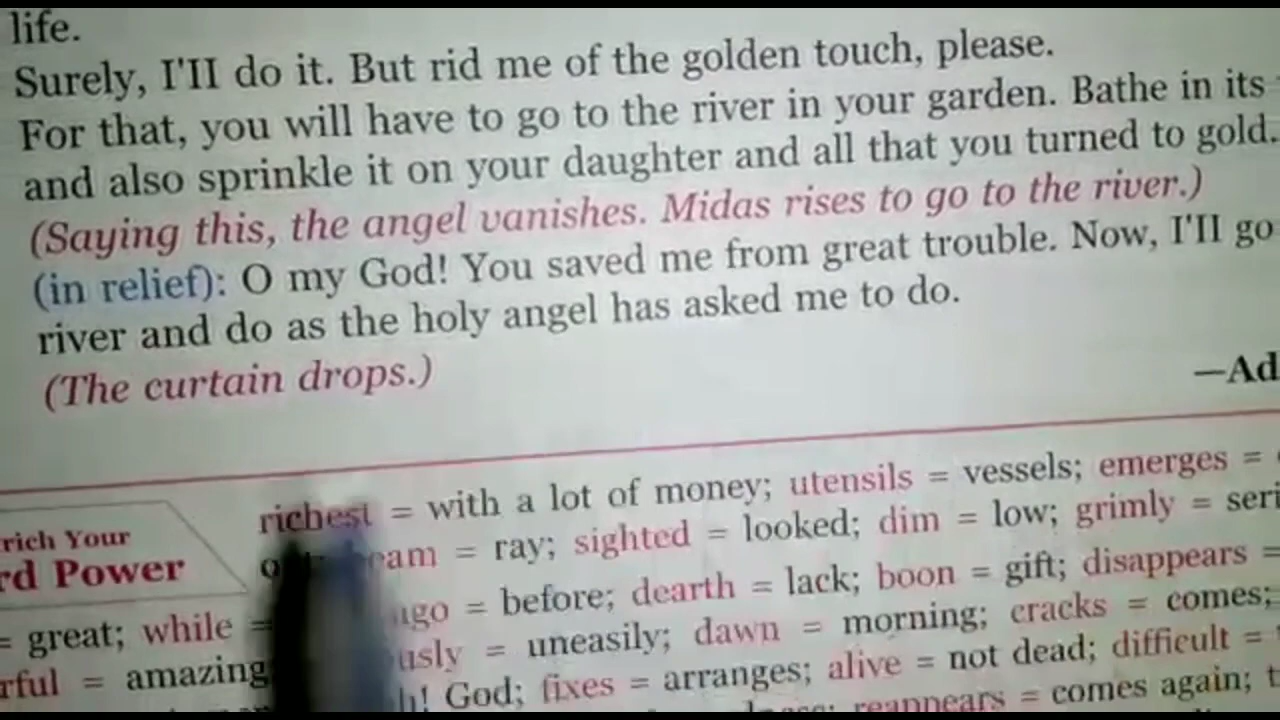 life.
Surely, I'II do it. But rid me of the golden touch, please.
For that, you will have to go to the river in your garden. Bathe in its
and also sprinkle it on your daughter and all that you turned to gold.
(Saying this, the angel vanishes. Midas rises to go to the river.)
(in relief): O my God! You saved me from great trouble. Now, I'II go
river and do as the holy angel has asked me to do.
(The curtain drops.)
—Ad
rich Your
rd Power
richest = with a lot of money; utensils = vessels; emerges =
= ray; sighted = looked; dim = low; grimly = seri
ago = before; dearth = lack; boon = gift; disappears =
= great; while = usly = uneasily; dawn = morning; cracks = comes;
rful = amazing h! God; fixes = arranges; alive = not dead; difficult =
reappears = comes again;